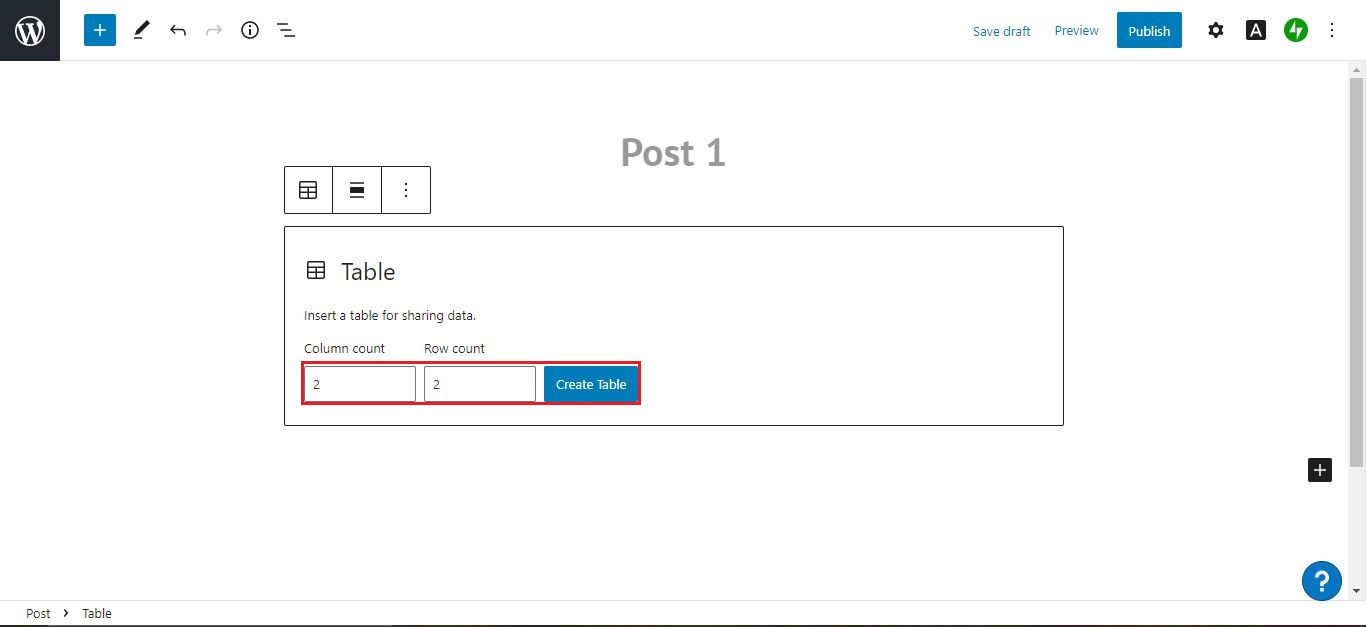 Save draft Preview Publish
Post 1
Table
Insert a table for sharing data.
Column count Row count
2 2 Create Table
Post > Table